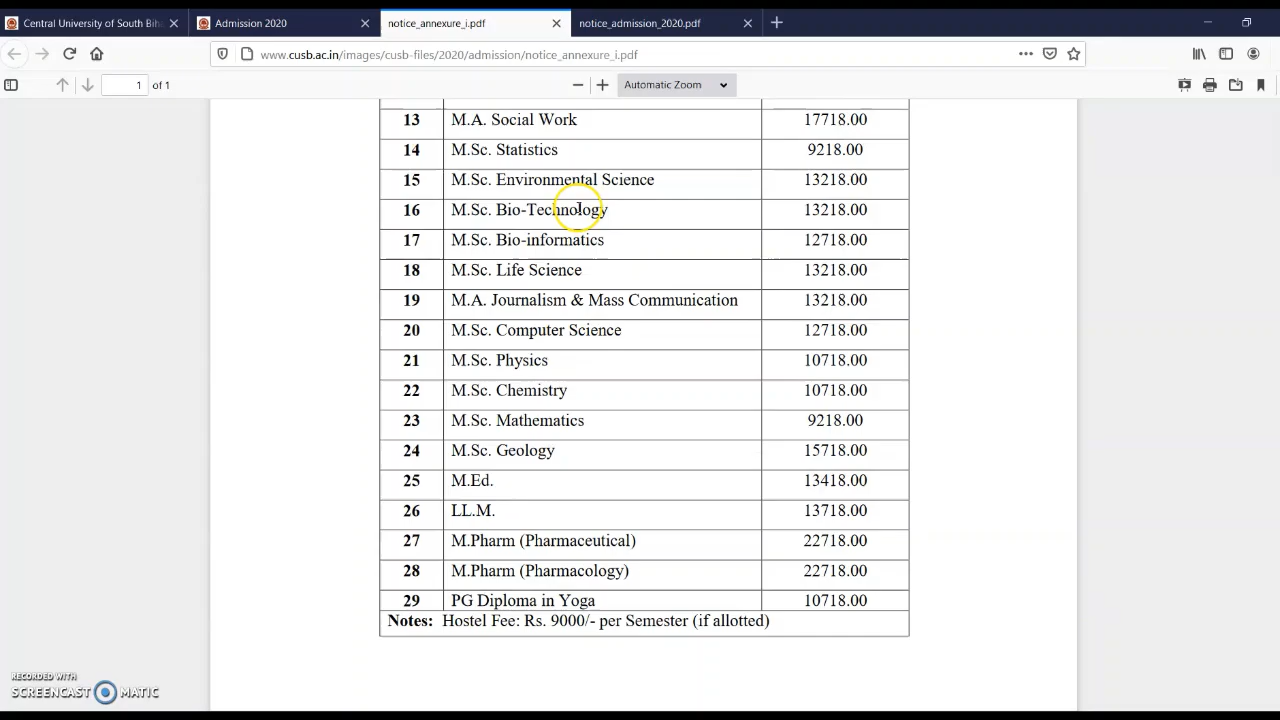 Central University of South Bih
Admission 2020
notice_annexure_i.pdf
notice_admission_2020.pdf
www.cusb.ac.in/images/cusb-files/2020/admission/notice_annexure_i.pdf
1 of 1
Automatic Zoom
13 M.A. Social Work 17718.00
14 M.Sc. Statistics 9218.00
15 M.Sc. Environmental Science 13218.00
16 M.Sc. Bio-Technology 13218.00
17 M.Sc. Bio-informatics 12718.00
18 M.Sc. Life Science 13218.00
19 M.A. Journalism & Mass Communication 13218.00
20 M.Sc. Computer Science 12718.00
21 M.Sc. Physics 10718.00
22 M.Sc. Chemistry 10718.00
23 M.Sc. Mathematics 9218.00
24 M.Sc. Geology 15718.00
25 M.Ed. 13418.00
26 LL.M. 13718.00
27 M.Pharm (Pharmaceutical) 22718.00
28 M.Pharm (Pharmacology) 22718.00
29 PG Diploma in Yoga 10718.00
Notes: Hostel Fee: Rs. 9000/- per Semester (if allotted)
RECORDED WITH
SCREENCAST MATIC